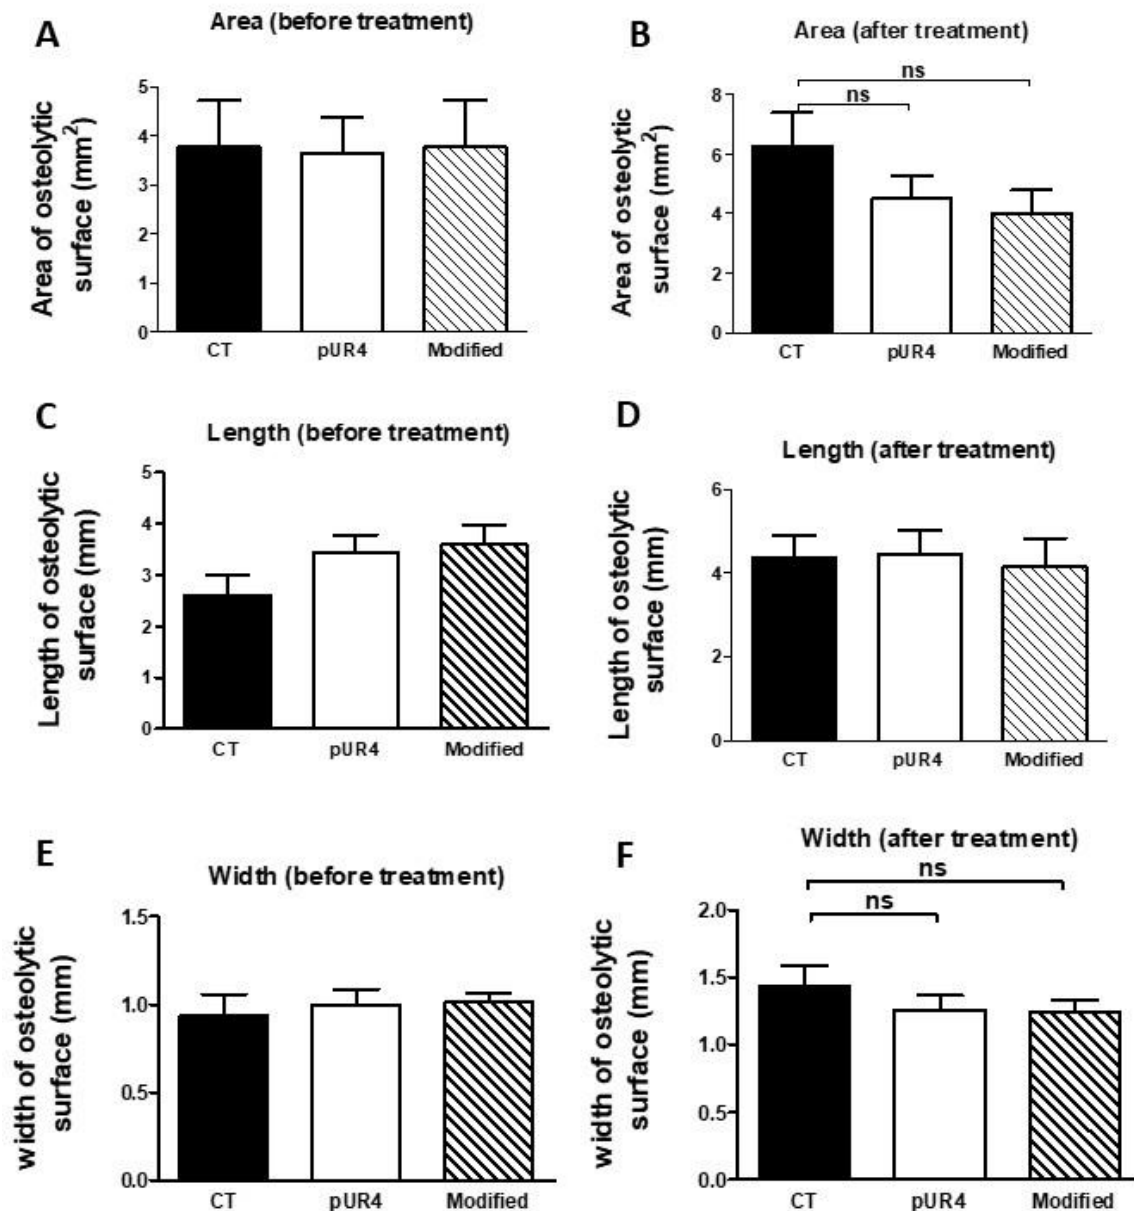 A
Area (before treatment)
Area of osteolytic
surface (mm2)
5
4
3
2
1
0
CT
pUR4
Modified
B
Area (after treatment)
ns
ns
Area of osteolytic
surface (mm2)
8
6
4
2
0
CT
pUR4
Modified
C
Length (before treatment)
Length of osteolytic
surface (mm)
5
4
3
2
1
0
CT
pUR4
Modified
D
Length (after treatment)
Length of osteolytic
surface (mm)
6
4
2
0
CT
pUR4
Modified
E
Width (before treatment)
width of osteolytic
surface (mm)
1.5
1.0
0.5
0.0
CT
pUR4
Modified
F
Width (after treatment)
ns
ns
width of osteolytic
surface (mm)
2.0
1.5
1.0
0.5
0.0
CT
pUR4
Modified